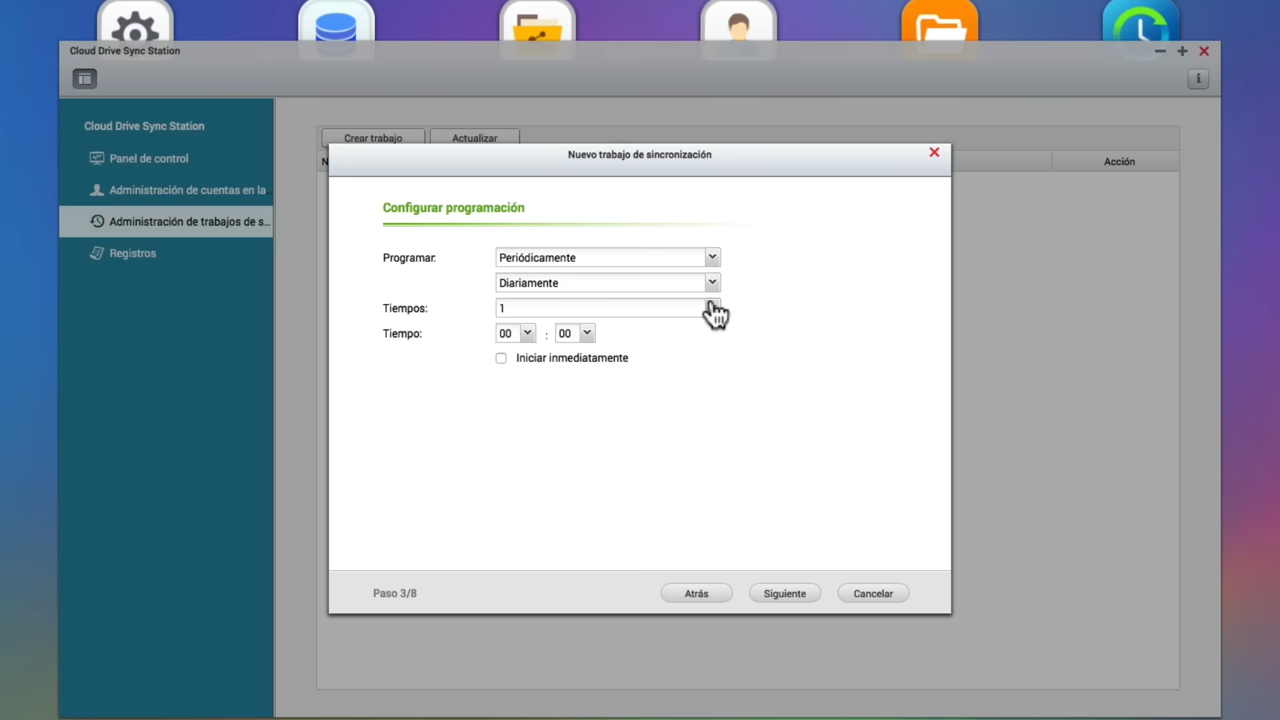 Cloud Drive Sync Station
Cloud Drive Sync Station
Panel de control
Administración de cuentas en la...
Administración de trabajos de s...
Registros
Crear trabajo
Actualizar
N
Acción
Nuevo trabajo de sincronización
Configurar programación
Programar: Periódicamente
Diariamente
Tiempos: 1
Tiempo: 00 : 00
Iniciar inmediatamente
Paso 3/8
Atrás
Siguiente
Cancelar